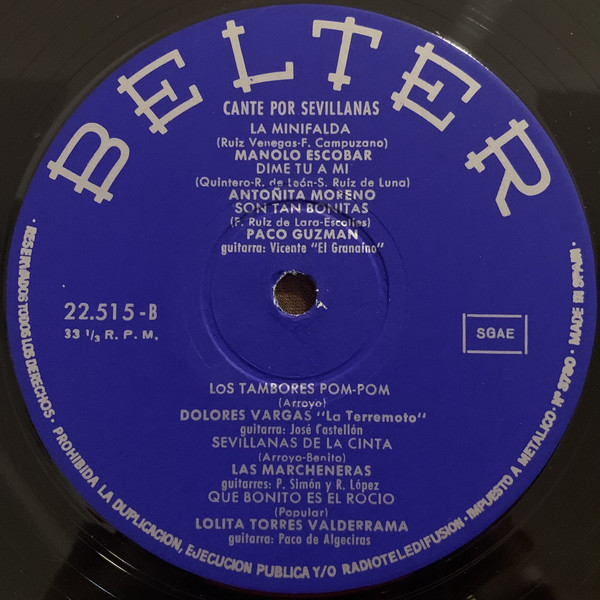 BELTER
CANTE POR SEVILLANAS
LA MINIFALDA
(Ruiz Venegas-F. Campuzano)
MANOLO ESCOBAR
DIME TU A MI
(Quintero-R. de León-S. Ruiz de Luna)
ANTOÑITA MORENO
SON TAN BONITAS
(F. Ruiz de Lara-Escolies)
PACO GUZMAN
guitarra: Vicente "El Granaino"
22.515-B
33 1/3 R. P. M.
SGAE
LOS TAMBORES POM-POM
(Arroyo)
DOLORES VARGAS "La Terremoto"
guitarra: José Castellón
SEVILLANAS DE LA CINTA
(Arroyo-Benito)
LAS MARCHENERAS
guitarras: P. Simón y R. López
QUE BONITO ES EL ROCIO
(Popular)
LOLITA TORRES VALDERRAMA
guitarra: Paco de Algeciras
· RESERVADOS TODOS LOS DERECHOS · PROHIBIDA LA DUPLICACION, EJECUCION PUBLICA Y/O RADIOTELEDIFUSION · IMPUESTO A METALICO · Nº 3790 · MADE IN SPAIN ·